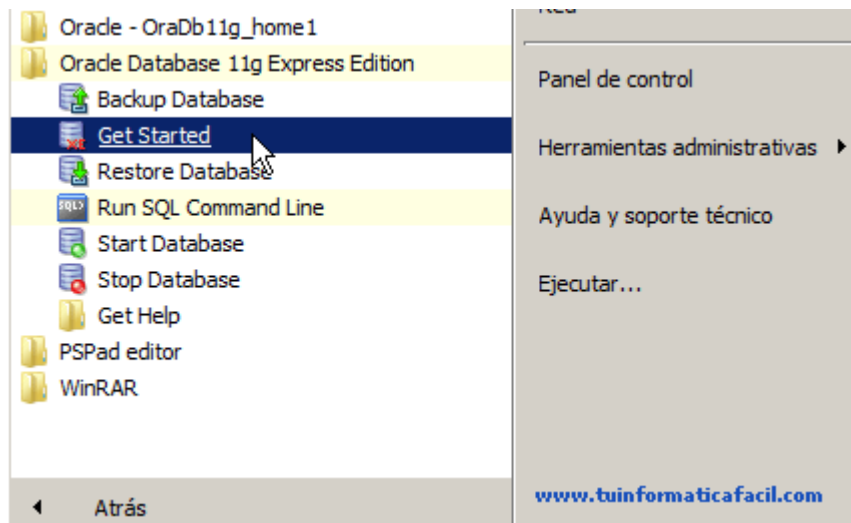 Oracle - OraDb11g_home1
Oracle Database 11g Express Edition
Backup Database
Get Started
Restore Database
SQL>
Run SQL Command Line
Start Database
Stop Database
Get Help
PSPad editor
WinRAR
Atrás
Panel de control
Herramientas administrativas
Ayuda y soporte técnico
Ejecutar...
www.tuinformaticafacil.com